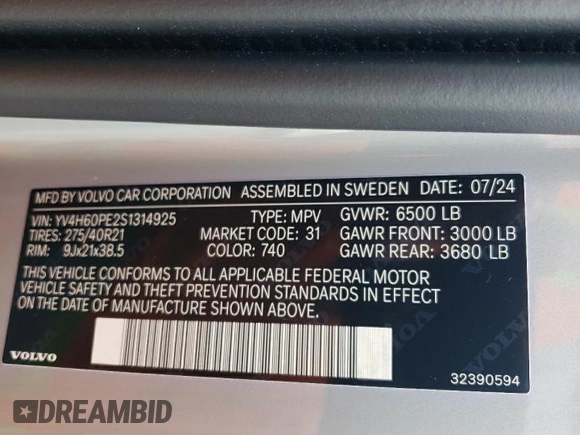 MFD BY VOLVO CAR CORPORATION ASSEMBLED IN SWEDEN DATE: 07/24
VIN: YV4H60PE2S1314925 TYPE: MPV GVWR: 6500 LB
TIRES: 275/40R21 MARKET CODE: 31 GAWR FRONT: 3000 LB
RIM: 9Jx21x38.5 COLOR: 740 GAWR REAR: 3680 LB
THIS VEHICLE CONFORMS TO ALL APPLICABLE FEDERAL MOTOR
VEHICLE SAFETY AND THEFT PREVENTION STANDARDS IN EFFECT
ON THE DATE OF MANUFACTURE SHOWN ABOVE.
VOLVO
32390594
DREAMBID